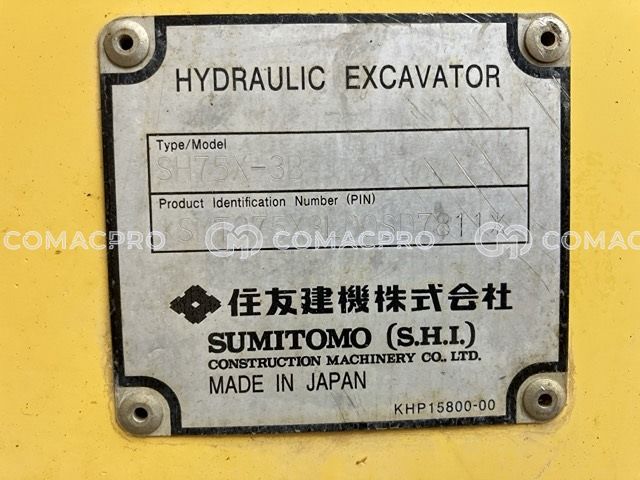 HYDRAULIC EXCAVATOR
Type/Model
SH75X-3B
Product Identification Number (PIN)
COMACPRO COMACPRO COMACPRO
住友建機株式会社
SUMITOMO (S.H.I.)
CONSTRUCTION MACHINERY CO., LTD.
MADE IN JAPAN
KHP15800-00